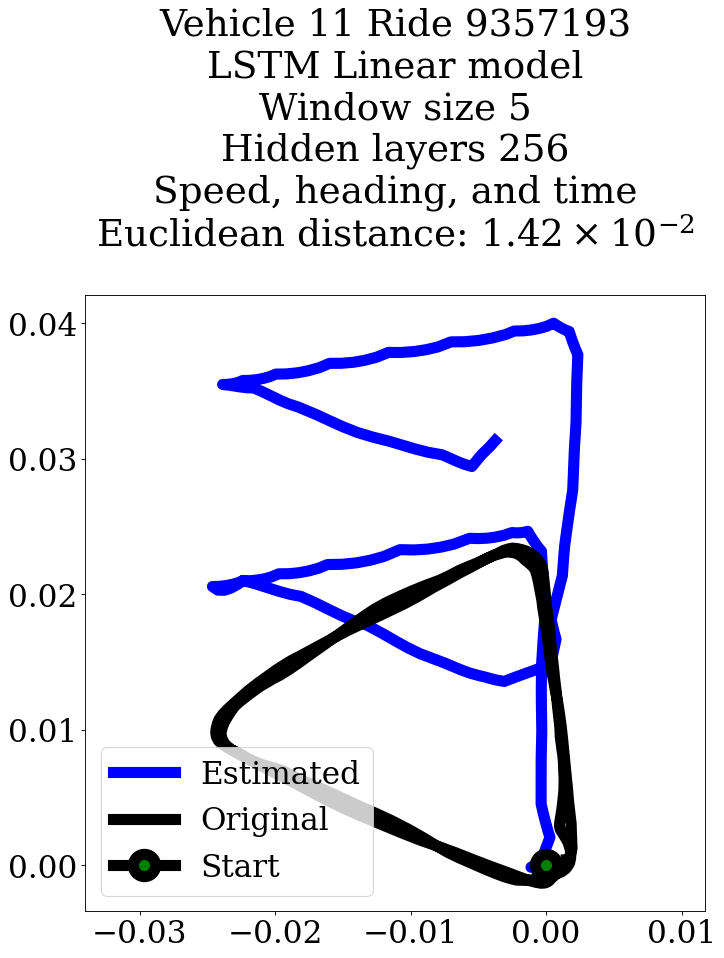 Vehicle 11 Ride 9357193
LSTM Linear model
Window size 5
Hidden layers 256
Speed, heading, and time
Euclidean distance: 1.42 × 10⁻²
0.04
0.03
0.02
0.01
0.00
Estimated
Original
Start
−0.03 −0.02 −0.01 0.00 0.01